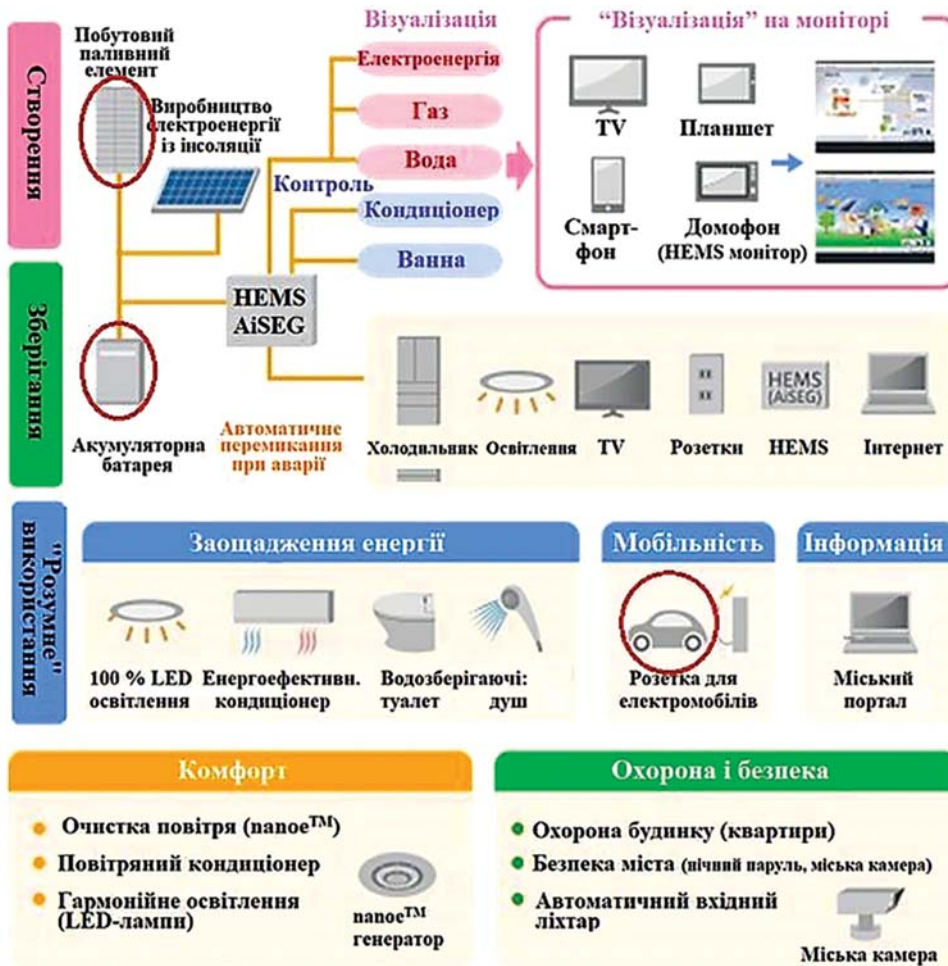 Створення
Побутовий
паливний
елемент
Виробництво
електроенергії
із інсоляції
Візуалізація
Електроенергія
Газ
Вода
Контроль
Кондиціонер
Ванна
“Візуалізація” на моніторі
TV
Планшет
Смарт-
фон
Домофон
(HEMS монітор)
Зберігання
HEMS
AiSEG
Акумуляторна
батарея
Автоматичне
перемикання
при аварії
HEMS
(AiSEG)
Холодильник
Освітлення
TV
Розетки
HEMS
Інтернет
"Розумне"
використання
Заощадження енергії
100 % LED
освітлення
Енергоефективн.
кондиціонер
Водозберігаючі:
туалет
душ
Мобільність
Розетка для
електромобілів
Інформація
Міський
портал
Комфорт
Очистка повітря (nanoe™)
Повітряний кондиціонер
Гармонійне освітлення
(LED-лампи)
nanoe™
генератор
Охорона і безпека
Охорона будинку (квартири)
Безпека міста (нічний паруль, міська камера)
Автоматичний вхідний
ліхтар
Міська камера